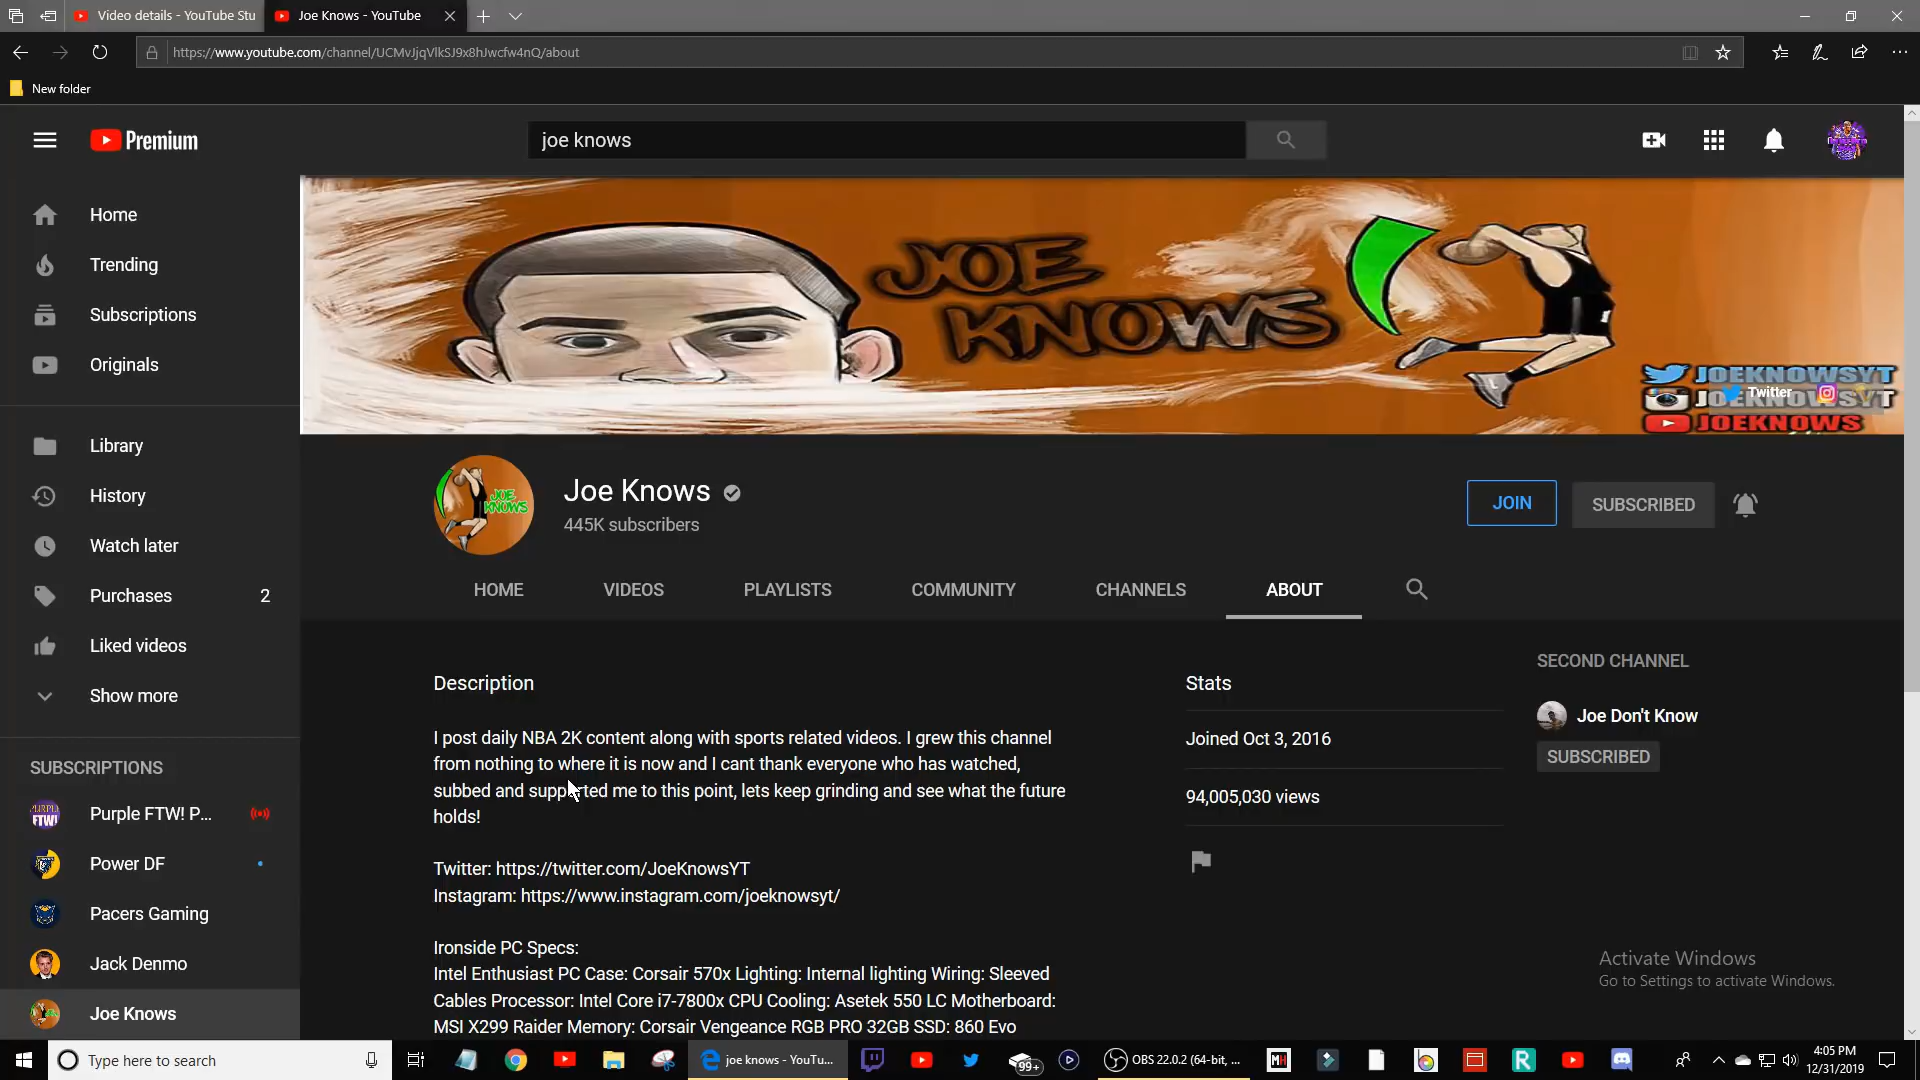 Video details - YouTube Stu
Joe Knows - YouTube
https://www.youtube.com/channel/UCMvJjqVlkSJ9x8hJwcfw4nQ/about
New folder
Premium
joe knows
Home
Trending
Subscriptions
Originals
Library
History
Watch later
Purchases 2
Liked videos
Show more
SUBSCRIPTIONS
PURPLE FTW!
Purple FTW! P...
Power DF
Pacers Gaming
Jack Denmo
Joe Knows
JOE
KNOWS
JOEKNOWSYT
Twitter
JOEKNOWSYT
JOEKNOWS
JOE
KNOWS
Joe Knows
445K subscribers
JOIN
SUBSCRIBED
HOME
VIDEOS
PLAYLISTS
COMMUNITY
CHANNELS
ABOUT
Description
I post daily NBA 2K content along with sports related videos. I grew this channel
from nothing to where it is now and I cant thank everyone who has watched,
subbed and supported me to this point, lets keep grinding and see what the future
holds!
Twitter: https://twitter.com/JoeKnowsYT
Instagram: https://www.instagram.com/joeknowsyt/
Ironside PC Specs:
Intel Enthusiast PC Case: Corsair 570x Lighting: Internal lighting Wiring: Sleeved
Cables Processor: Intel Core i7-7800x CPU Cooling: Asetek 550 LC Motherboard:
MSI X299 Raider Memory: Corsair Vengeance RGB PRO 32GB SSD: 860 Evo
Stats
Joined Oct 3, 2016
94,005,030 views
SECOND CHANNEL
Joe Don't Know
SUBSCRIBED
Activate Windows
Go to Settings to activate Windows.
Type here to search
joe knows - YouTu...
99+
OBS 22.0.2 (64-bit, ...
MH
R
4:05 PM
12/31/2019